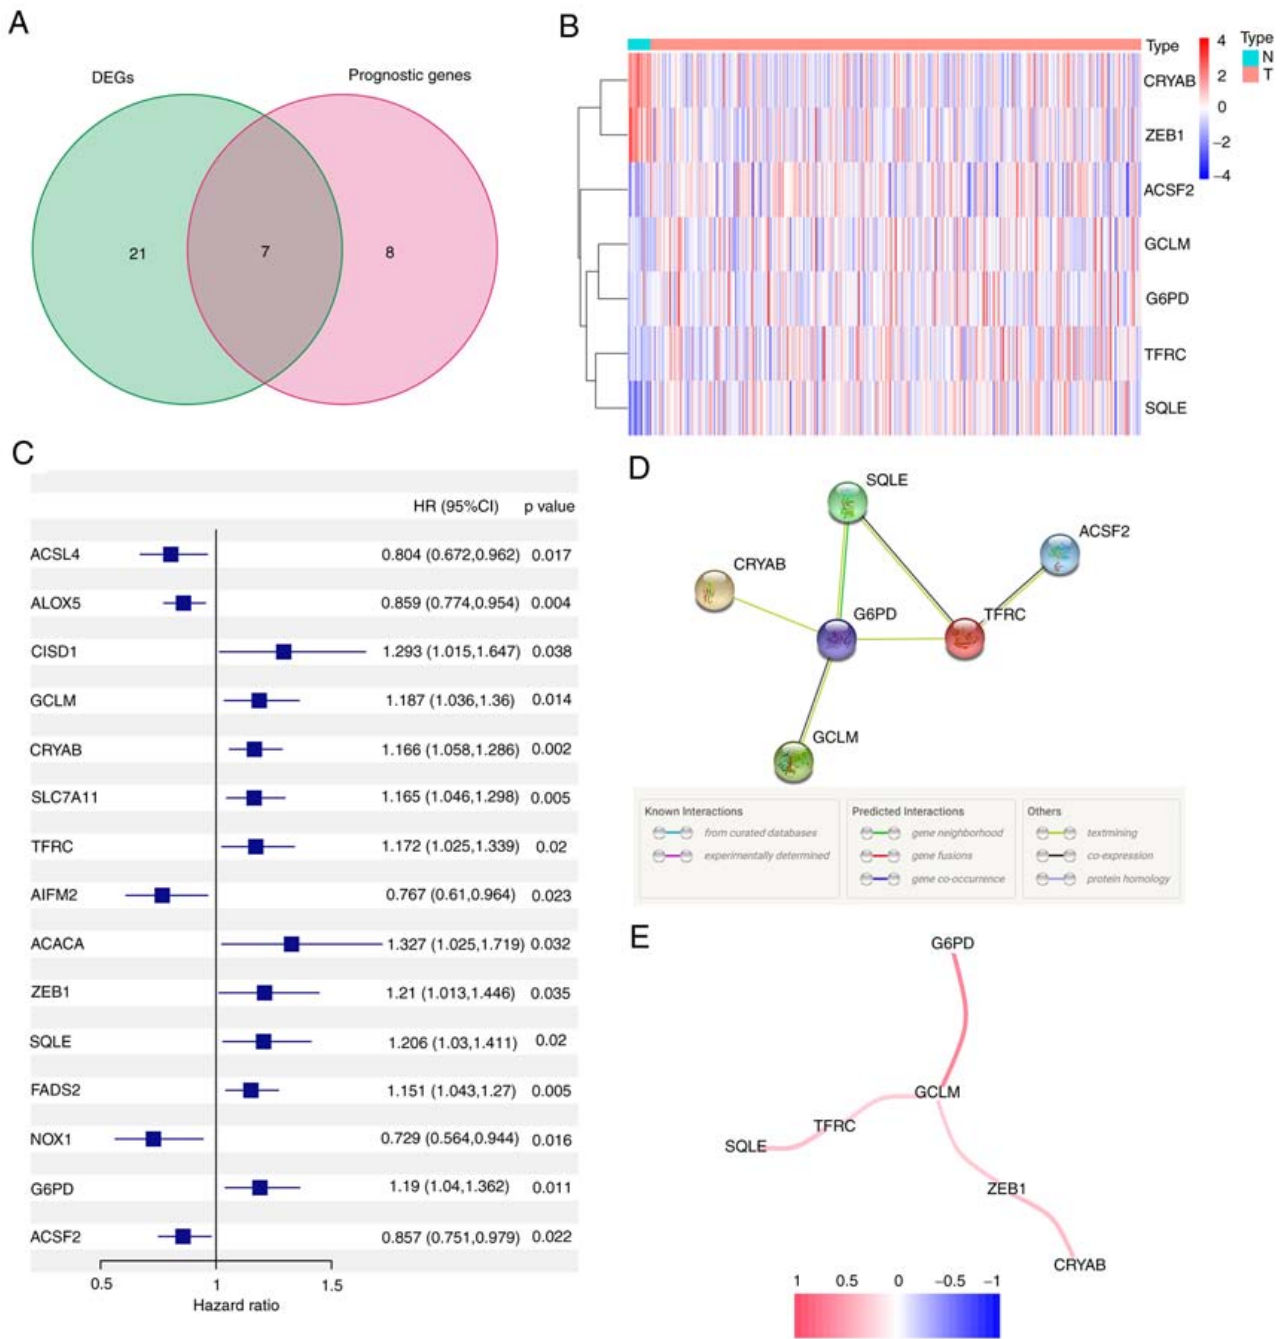 A
DEGs
Prognostic genes
21
7
8
B
Type
CRYAB
ZEB1
ACSF2
GCLM
G6PD
TFRC
SQLE
4
2
0
−2
−4
Type
N
T
C
HR (95%CI) p value
ACSL4 0.804 (0.672,0.962) 0.017
ALOX5 0.859 (0.774,0.954) 0.004
CISD1 1.293 (1.015,1.647) 0.038
GCLM 1.187 (1.036,1.36) 0.014
CRYAB 1.166 (1.058,1.286) 0.002
SLC7A11 1.165 (1.046,1.298) 0.005
TFRC 1.172 (1.025,1.339) 0.02
AIFM2 0.767 (0.61,0.964) 0.023
ACACA 1.327 (1.025,1.719) 0.032
ZEB1 1.21 (1.013,1.446) 0.035
SQLE 1.206 (1.03,1.411) 0.02
FADS2 1.151 (1.043,1.27) 0.005
NOX1 0.729 (0.564,0.944) 0.016
G6PD 1.19 (1.04,1.362) 0.011
ACSF2 0.857 (0.751,0.979) 0.022
0.5 1 1.5
Hazard ratio
D
SQLE
ACSF2
CRYAB
G6PD
TFRC
GCLM
Known Interactions
from curated databases
experimentally determined
Predicted Interactions
gene neighborhood
gene fusions
gene co-occurrence
Others
textmining
co-expression
protein homology
E
G6PD
GCLM
TFRC
SQLE
ZEB1
CRYAB
1 0.5 0 −0.5 −1